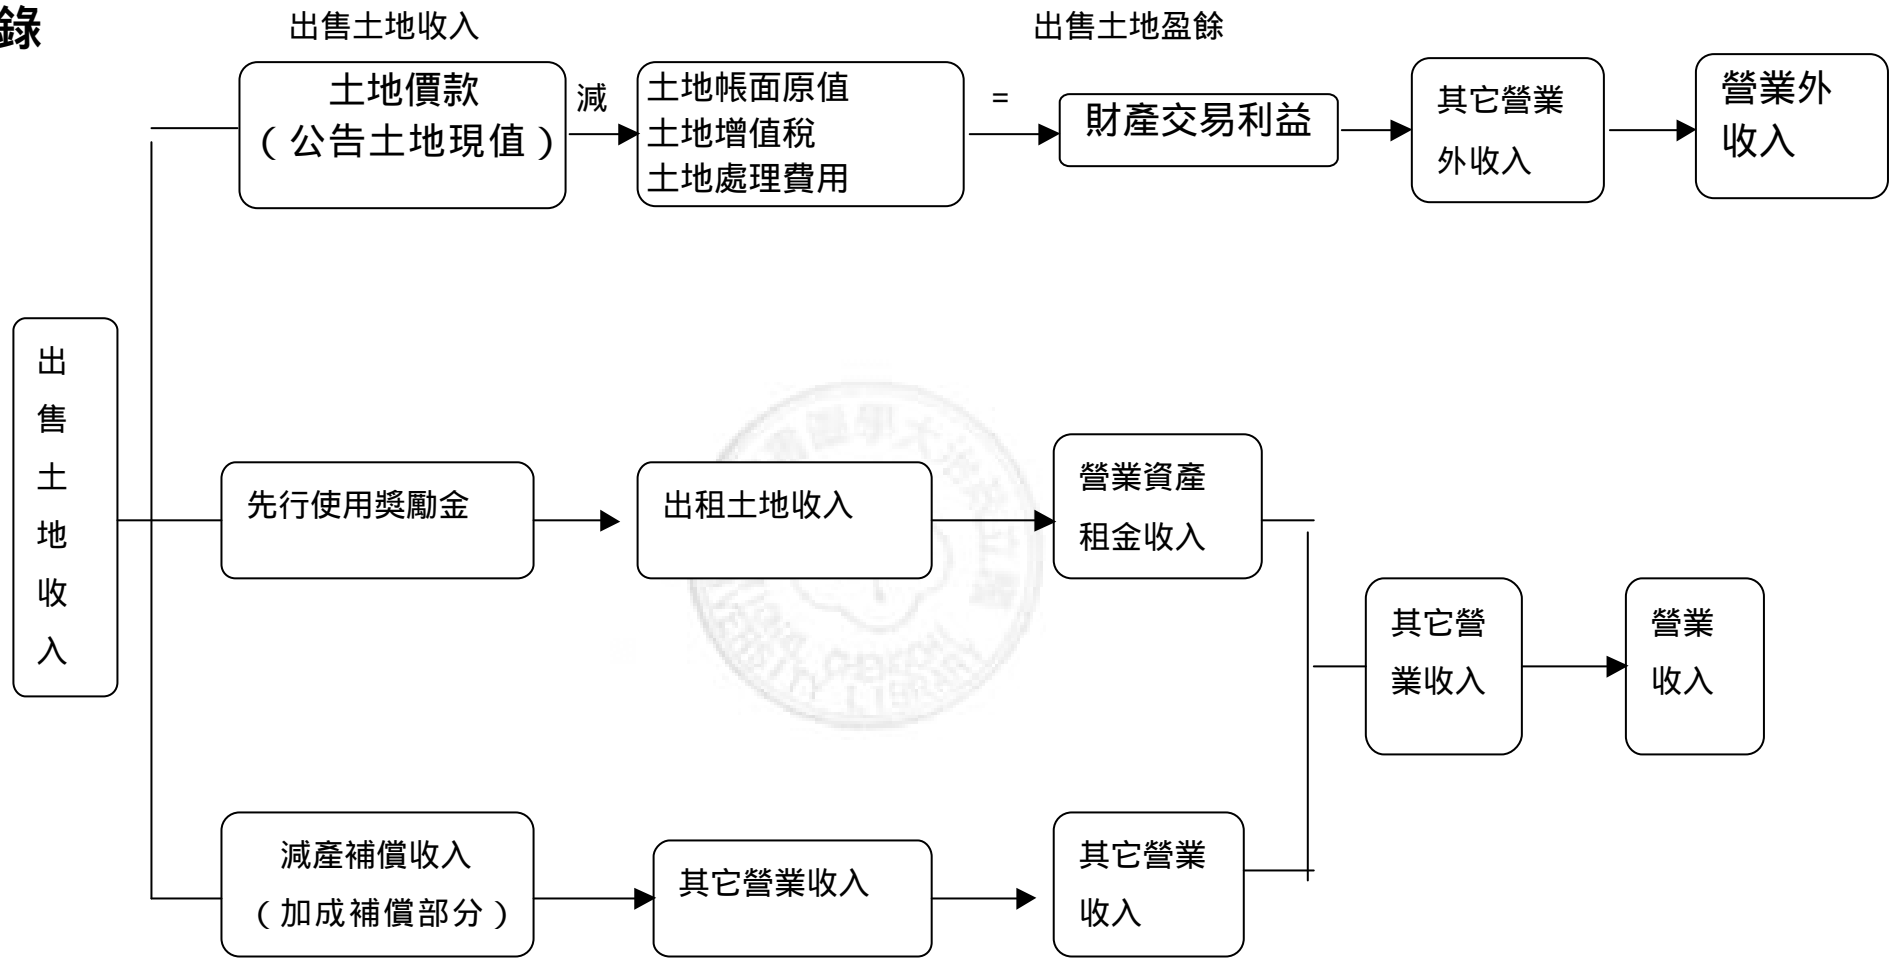 錄
出售土地收入
出售土地盈餘
土地價款
（公告土地現值）
減
土地帳面原值
土地增值稅
土地處理費用
=
財產交易利益
其它營業
外收入
營業外
收入
出
售
土
地
收
入
先行使用獎勵金
出租土地收入
營業資產
租金收入
其它營
業收入
營業
收入
減產補償收入
（加成補償部分）
其它營業收入
其它營業
收入